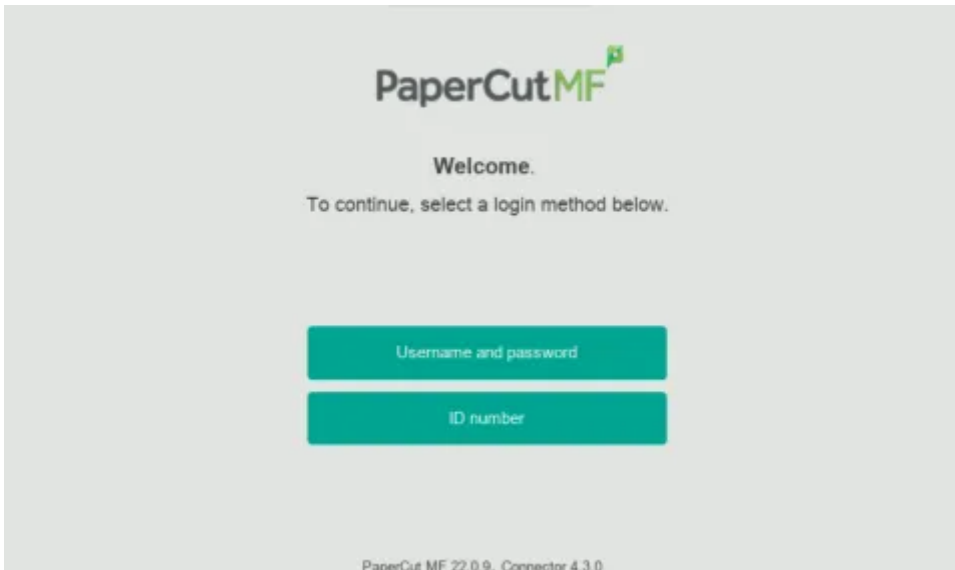 PaperCutMF
Welcome.
To continue, select a login method below.
Username and password
ID number
PaperCut MF 22.0.9, Connector 4.3.0